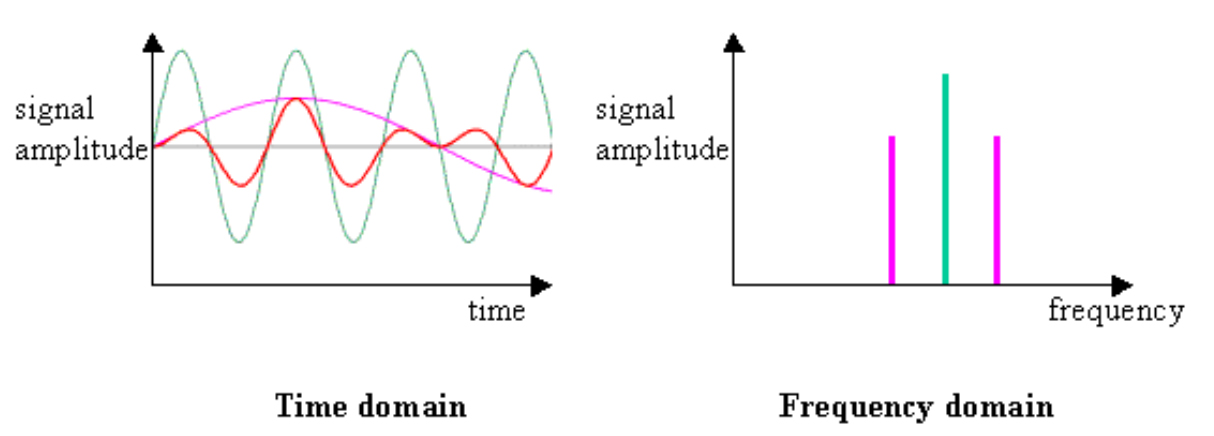 signal
amplitude
time
Time domain
signal
amplitude
frequency
Frequency domain